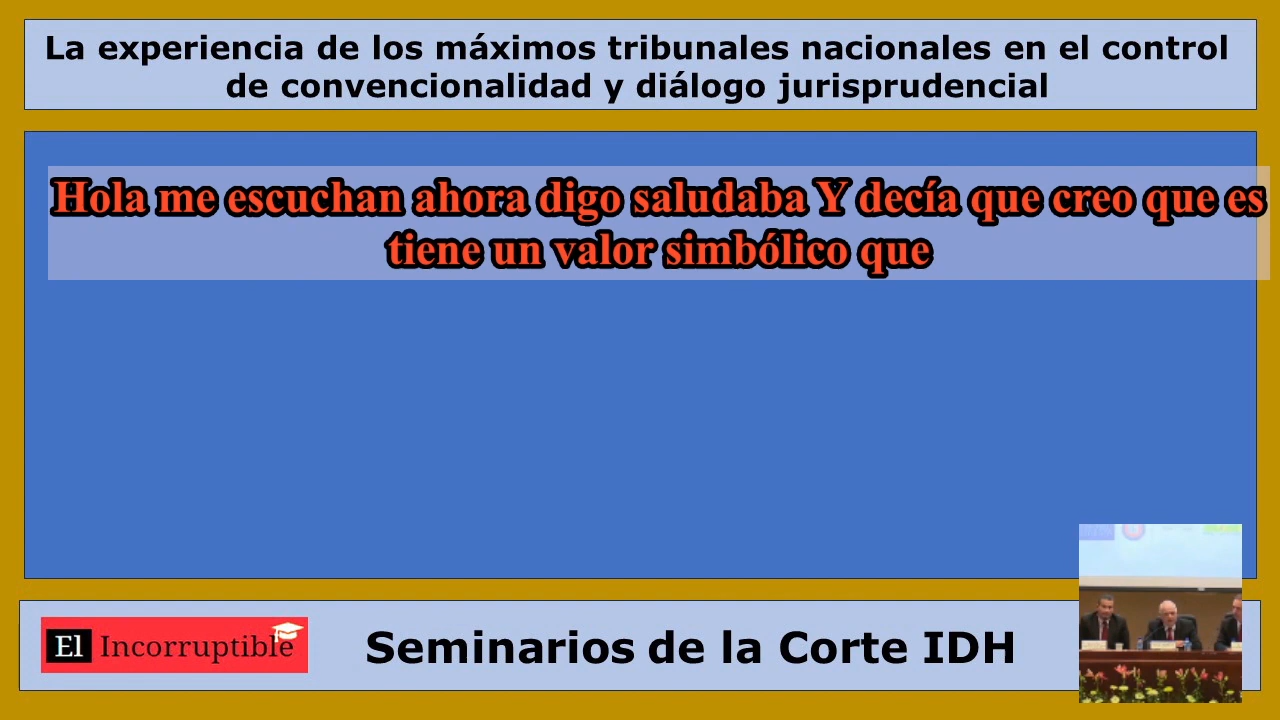 La experiencia de los máximos tribunales nacionales en el control
de convencionalidad y diálogo jurisprudencial
Hola me escuchan ahora digo saludaba Y decía que creo que es
tiene un valor simbólico que
El Incorruptible
Seminarios de la Corte IDH